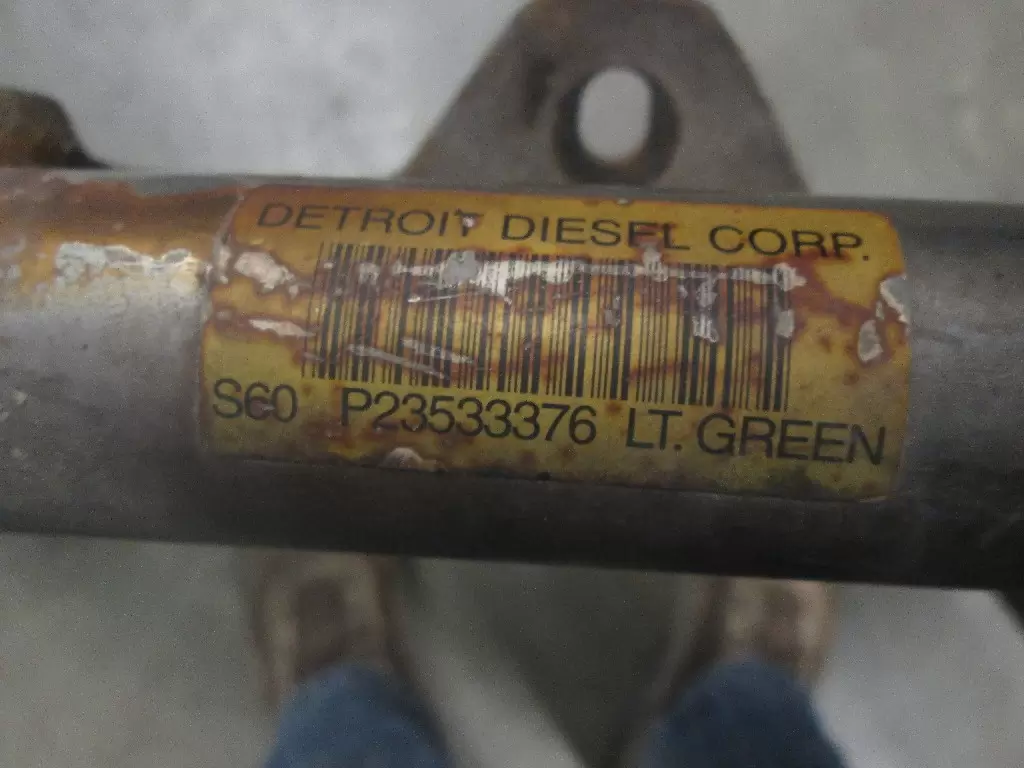 DETROIT DIESEL CORP.
S60 P23533376 LT. GREEN